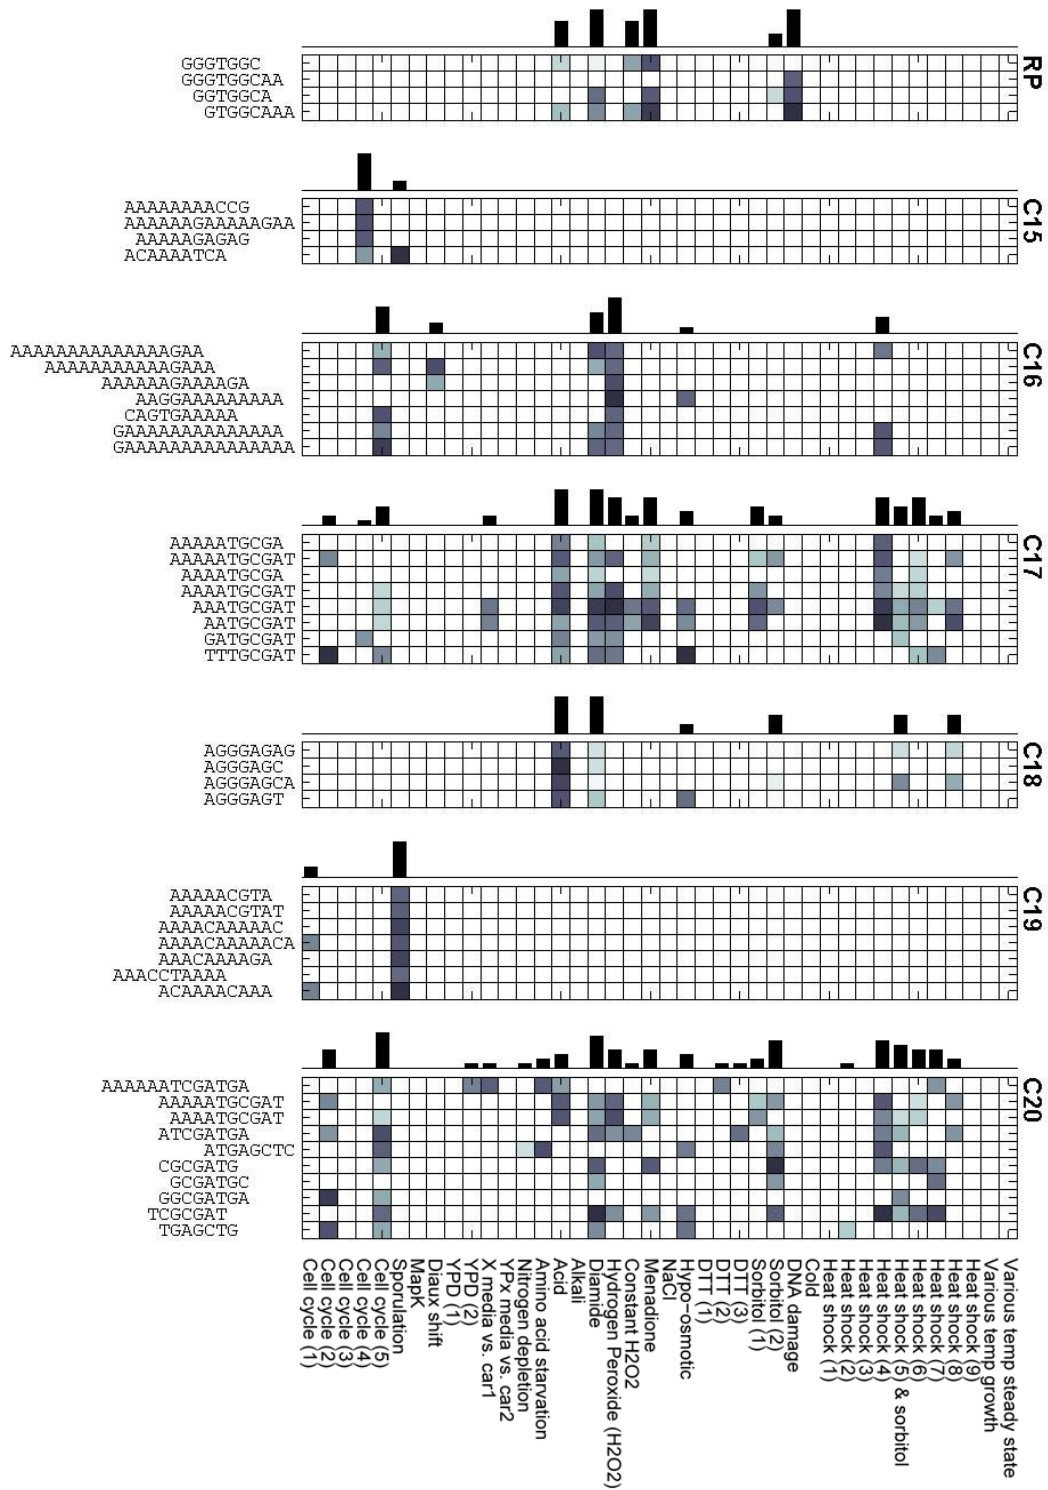 RP
GGGTGGC
GGGTGGCAA
GGTGGCA
GTGGCAAA
C15
AAAAAAAACCG
AAAAAAGAAAAAGAA
AAAAAGAGAG
ACAAAATCA
C16
AAAAAAAAAAAAAAGAA
AAAAAAAAAAAGAAA
AAAAAAGAAAAGA
AAGGAAAAAAAAA
CAGTGAAAAA
GAAAAAAAAAAAAAA
GAAAAAAAAAAAAAAA
C17
AAAAATGCGA
AAAAATGCGAT
AAAATGCGA
AAAATGCGAT
AAATGCGAT
AATGCGAT
GATGCGAT
TTTGCGAT
C18
AGGGAGAG
AGGGAGC
AGGGAGCA
AGGGAGT
C19
AAAAACGTA
AAAAACGTAT
AAAACAAAAAC
AAAACAAAAACA
AAACAAAAGA
AAACCTAAAA
ACAAAACAAA
C20
AAAAAATCGATGA
AAAAATGCGAT
AAAATGCGAT
ATCGATGA
ATGAGCTC
CGCGATG
GCGATGC
GGCGATGA
TCGCGAT
TGAGCTG
Cell cycle (1)
Cell cycle (2)
Cell cycle (3)
Cell cycle (4)
Cell cycle (5)
Sporulation
MapK
Diaux shift
YPD (1)
YPD (2)
X media vs. car1
YPx media vs. car2
Nitrogen depletion
Amino acid starvation
Acid
Alkali
Diamide
Hydrogen Peroxide (H2O2)
Constant H2O2
Menadione
NaCl
Hypo-osmotic
DTT (1)
DTT (2)
DTT (3)
Sorbitol (1)
Sorbitol (2)
DNA damage
Cold
Heat shock (1)
Heat shock (2)
Heat shock (3)
Heat shock (4)
Heat shock (5) & sorbitol
Heat shock (6)
Heat shock (7)
Heat shock (8)
Heat shock (9)
Various temp growth
Various temp steady state